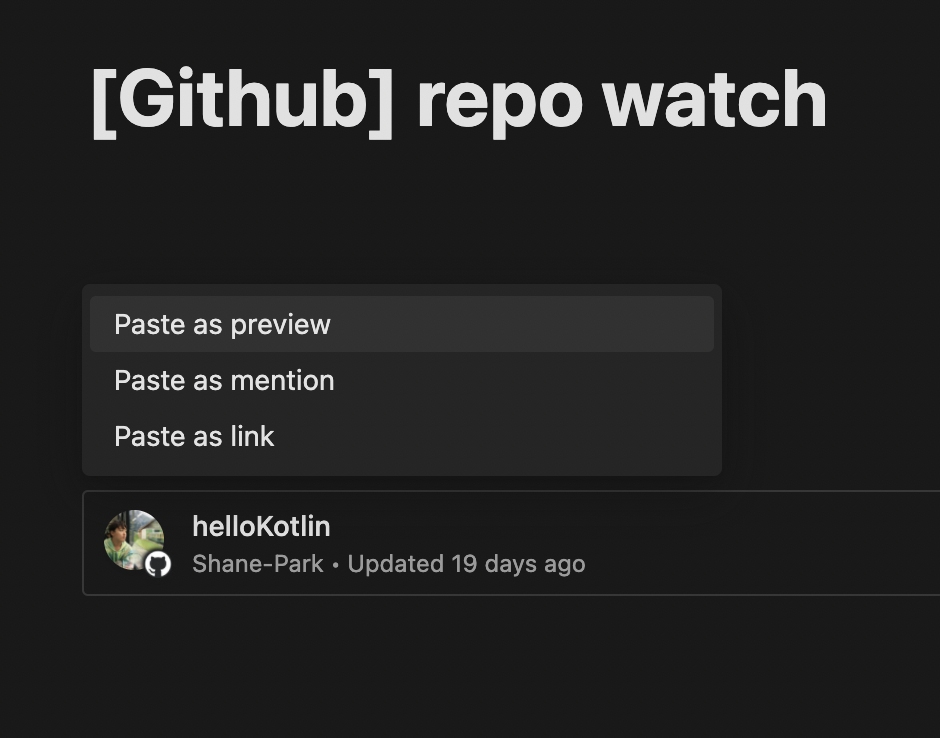 [Github] repo watch
Paste as preview
Paste as mention
Paste as link
helloKotlin
Shane-Park • Updated 19 days ago